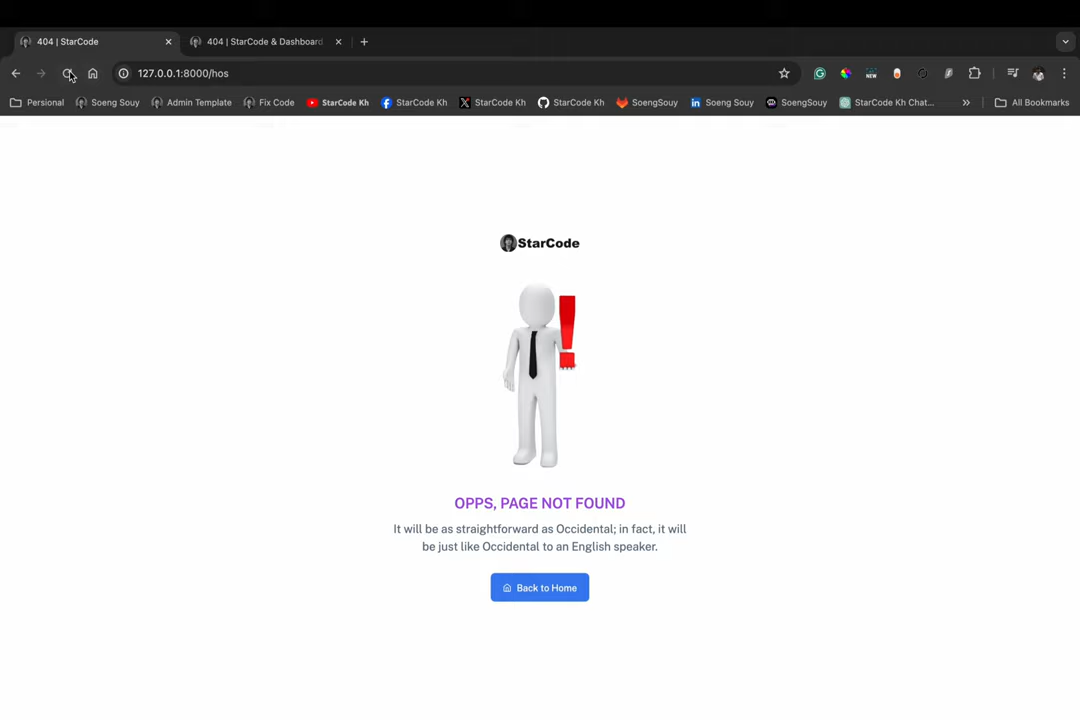 404 | StarCode
404 | StarCode & Dashboard
127.0.0.1:8000/hos
Persional
Soeng Souy
Admin Template
Fix Code
StarCode Kh
StarCode Kh
StarCode Kh
StarCode Kh
SoengSouy
Soeng Souy
SoengSouy
StarCode Kh Chat...
All Bookmarks
StarCode
OPPS, PAGE NOT FOUND
It will be as straightforward as Occidental; in fact, it will
be just like Occidental to an English speaker.
Back to Home